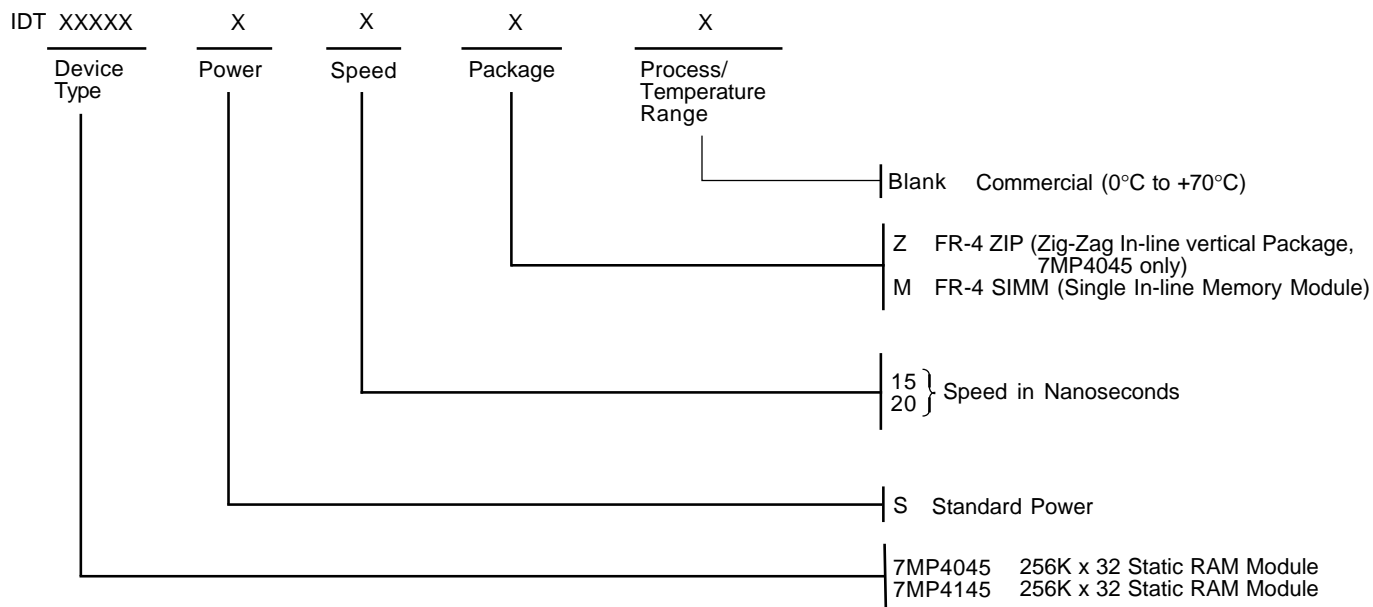 IDT XXXXX X X X X
Device Type
Power
Speed
Package
Process/
Temperature
Range
Blank Commercial (0°C to +70°C)
Z FR-4 ZIP (Zig-Zag In-line vertical Package,
7MP4045 only)
M FR-4 SIMM (Single In-line Memory Module)
15
20
Speed in Nanoseconds
S Standard Power
7MP4045 256K x 32 Static RAM Module
7MP4145 256K x 32 Static RAM Module